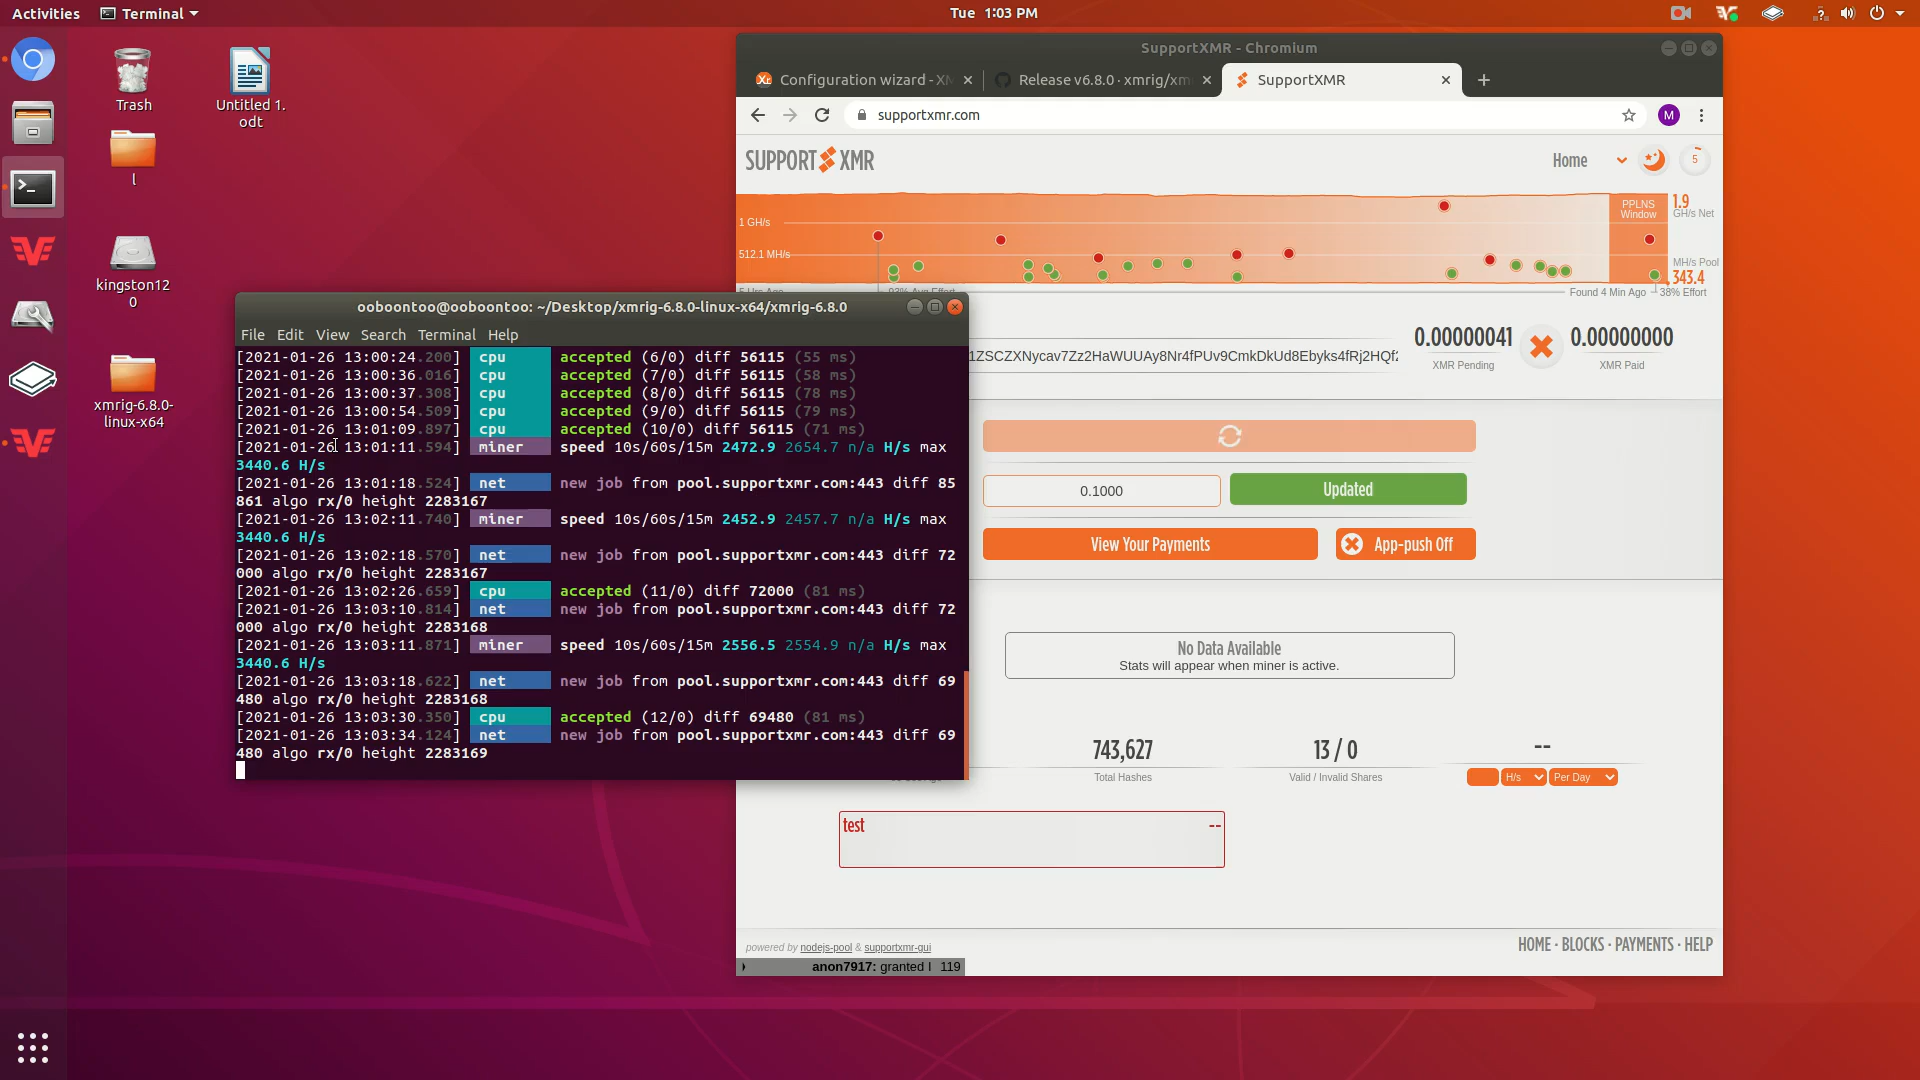 Activities
Terminal
Tue 1:03 PM
Trash
Untitled 1.
odt
l
kingston12
0
xmrig-6.8.0-
linux-x64
SupportXMR - Chromium
Configuration wizard - XM
Release v6.8.0 · xmrig/xm
SupportXMR
supportxmr.com
M
SUPPORT XMR
Home
5
1 GH/s
512.1 MH/s
PPLNS
Window
1.9
GH/s Net
MH/s Pool
343.4
Found 4 Min Ago
38% Effort
ooboontoo@ooboontoo: ~/Desktop/xmrig-6.8.0-linux-x64/xmrig-6.8.0
File Edit View Search Terminal Help
[2021-01-26 13:00:24.200] cpu accepted (6/0) diff 56115 (55 ms)
[2021-01-26 13:00:36.016] cpu accepted (7/0) diff 56115 (58 ms)
[2021-01-26 13:00:37.308] cpu accepted (8/0) diff 56115 (78 ms)
[2021-01-26 13:00:54.509] cpu accepted (9/0) diff 56115 (79 ms)
[2021-01-26 13:01:09.897] cpu accepted (10/0) diff 56115 (71 ms)
[2021-01-26 13:01:11.594] miner speed 10s/60s/15m 2472.9 2654.7 n/a H/s max
3440.6 H/s
[2021-01-26 13:01:18.524] net new job from pool.supportxmr.com:443 diff 85
861 algo rx/0 height 2283167
[2021-01-26 13:02:11.740] miner speed 10s/60s/15m 2452.9 2457.7 n/a H/s max
3440.6 H/s
[2021-01-26 13:02:18.570] net new job from pool.supportxmr.com:443 diff 72
000 algo rx/0 height 2283167
[2021-01-26 13:02:26.659] cpu accepted (11/0) diff 72000 (81 ms)
[2021-01-26 13:03:10.814] net new job from pool.supportxmr.com:443 diff 72
000 algo rx/0 height 2283168
[2021-01-26 13:03:11.871] miner speed 10s/60s/15m 2556.5 2554.9 n/a H/s max
3440.6 H/s
[2021-01-26 13:03:18.622] net new job from pool.supportxmr.com:443 diff 69
480 algo rx/0 height 2283168
[2021-01-26 13:03:30.350] cpu accepted (12/0) diff 69480 (81 ms)
[2021-01-26 13:03:34.124] net new job from pool.supportxmr.com:443 diff 69
480 algo rx/0 height 2283169
1ZSCZXNycav7Zz2HaWUUAy8Nr4fPUv9CmkDkUd8Ebyks4fRj2HQf2
0.00000041
XMR Pending
0.00000000
XMR Paid
0.1000
Updated
View Your Payments
App-push Off
No Data Available
Stats will appear when miner is active.
743,627
Total Hashes
13 / 0
Valid / Invalid Shares
--
H/s
Per Day
test
--
powered by nodejs-pool & supportxmr-gui
HOME · BLOCKS · PAYMENTS · HELP
anon7917: granted I 119